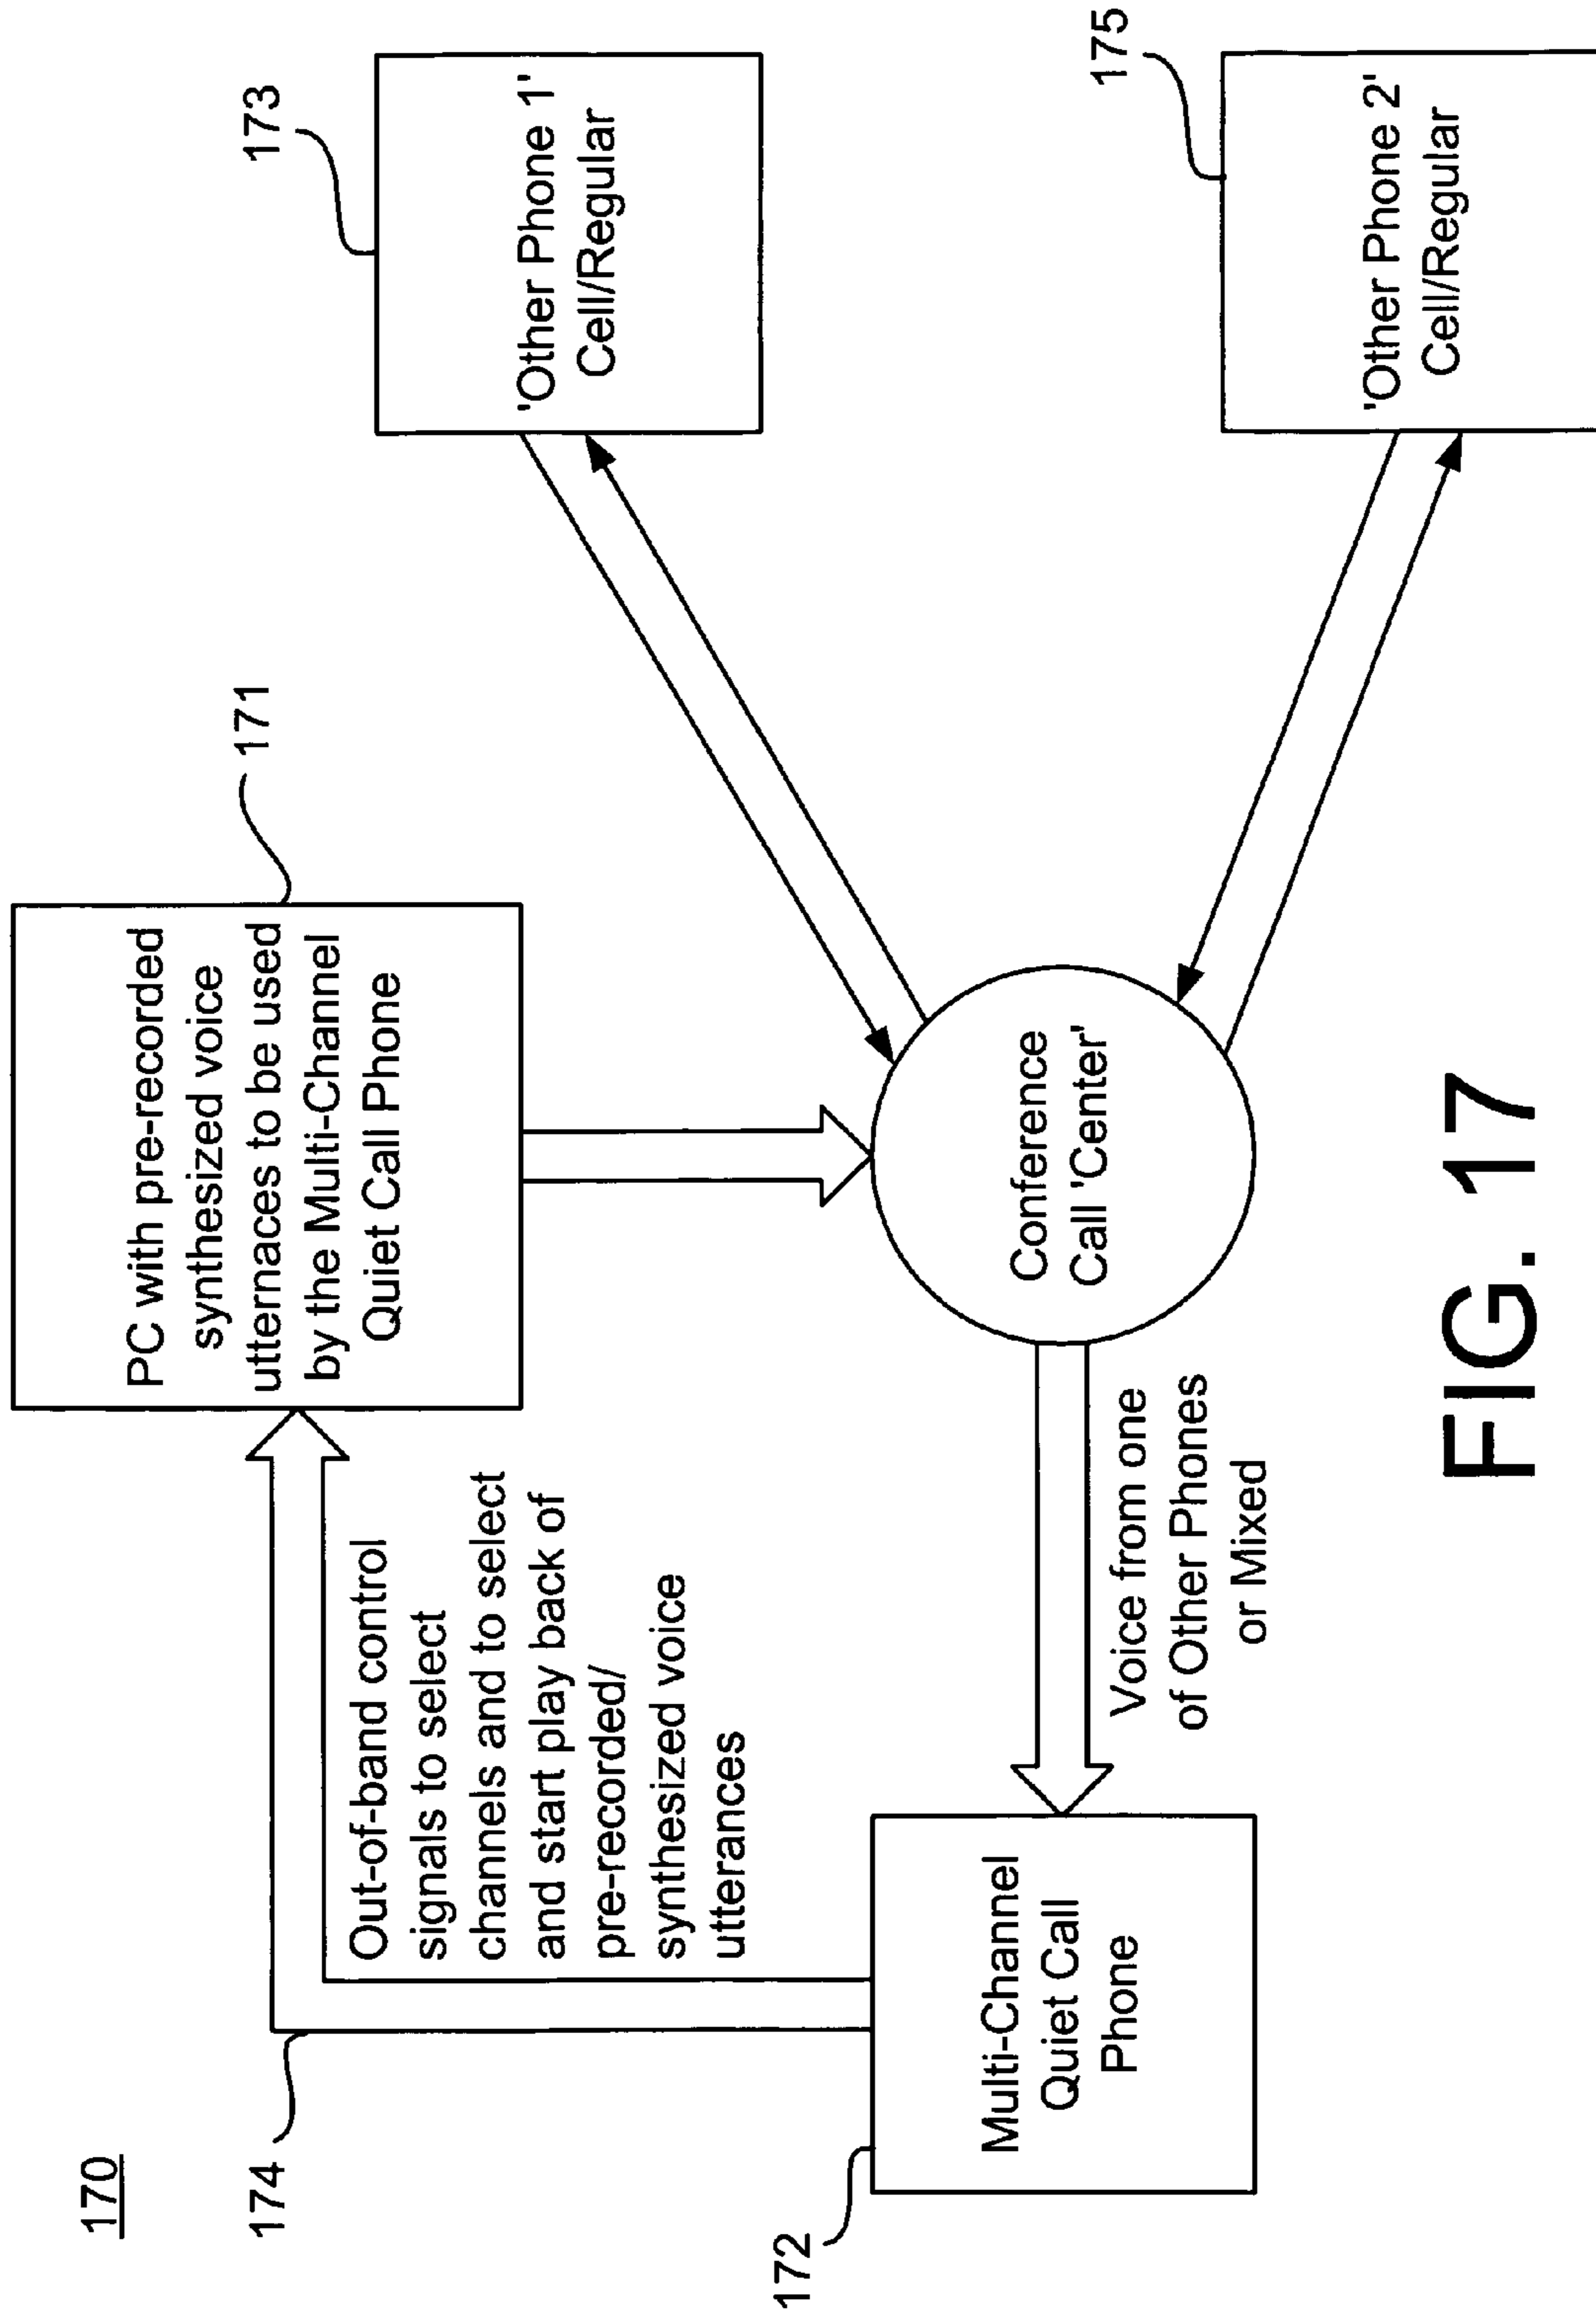 170
174
Out-of-band control
signals to select
channels and to select
and start play back of
pre-recorded/
synthesized voice
utterances
PC with pre-recorded
synthesized voice
utternaces to be used
by the Multi-Channel
Quiet Call Phone
171
173
'Other Phone 1'
Cell/Regular
172
Multi-Channel
Quiet Call
Phone
Voice from one
of Other Phones
or Mixed
Conference
Call 'Center'
175
'Other Phone 2'
Cell/Regular
FIG. 17